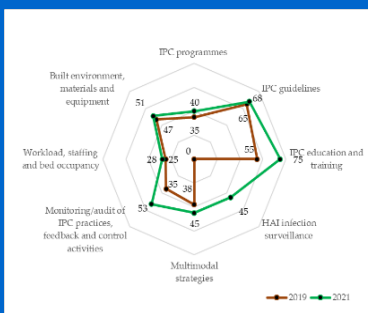 IPC programmes
Built environment,
materials and
equipment
51
40
68
IPC guidelines
65
47
35
Workload, staffing
and bed occupancy
28
25
0
55
75
IPC education and
training
35
38
53
45
45
HAI infection
surveillance
Monitoring/audit of
IPC practices,
feedback and control
activities
Multimodal
strategies
2019
2021